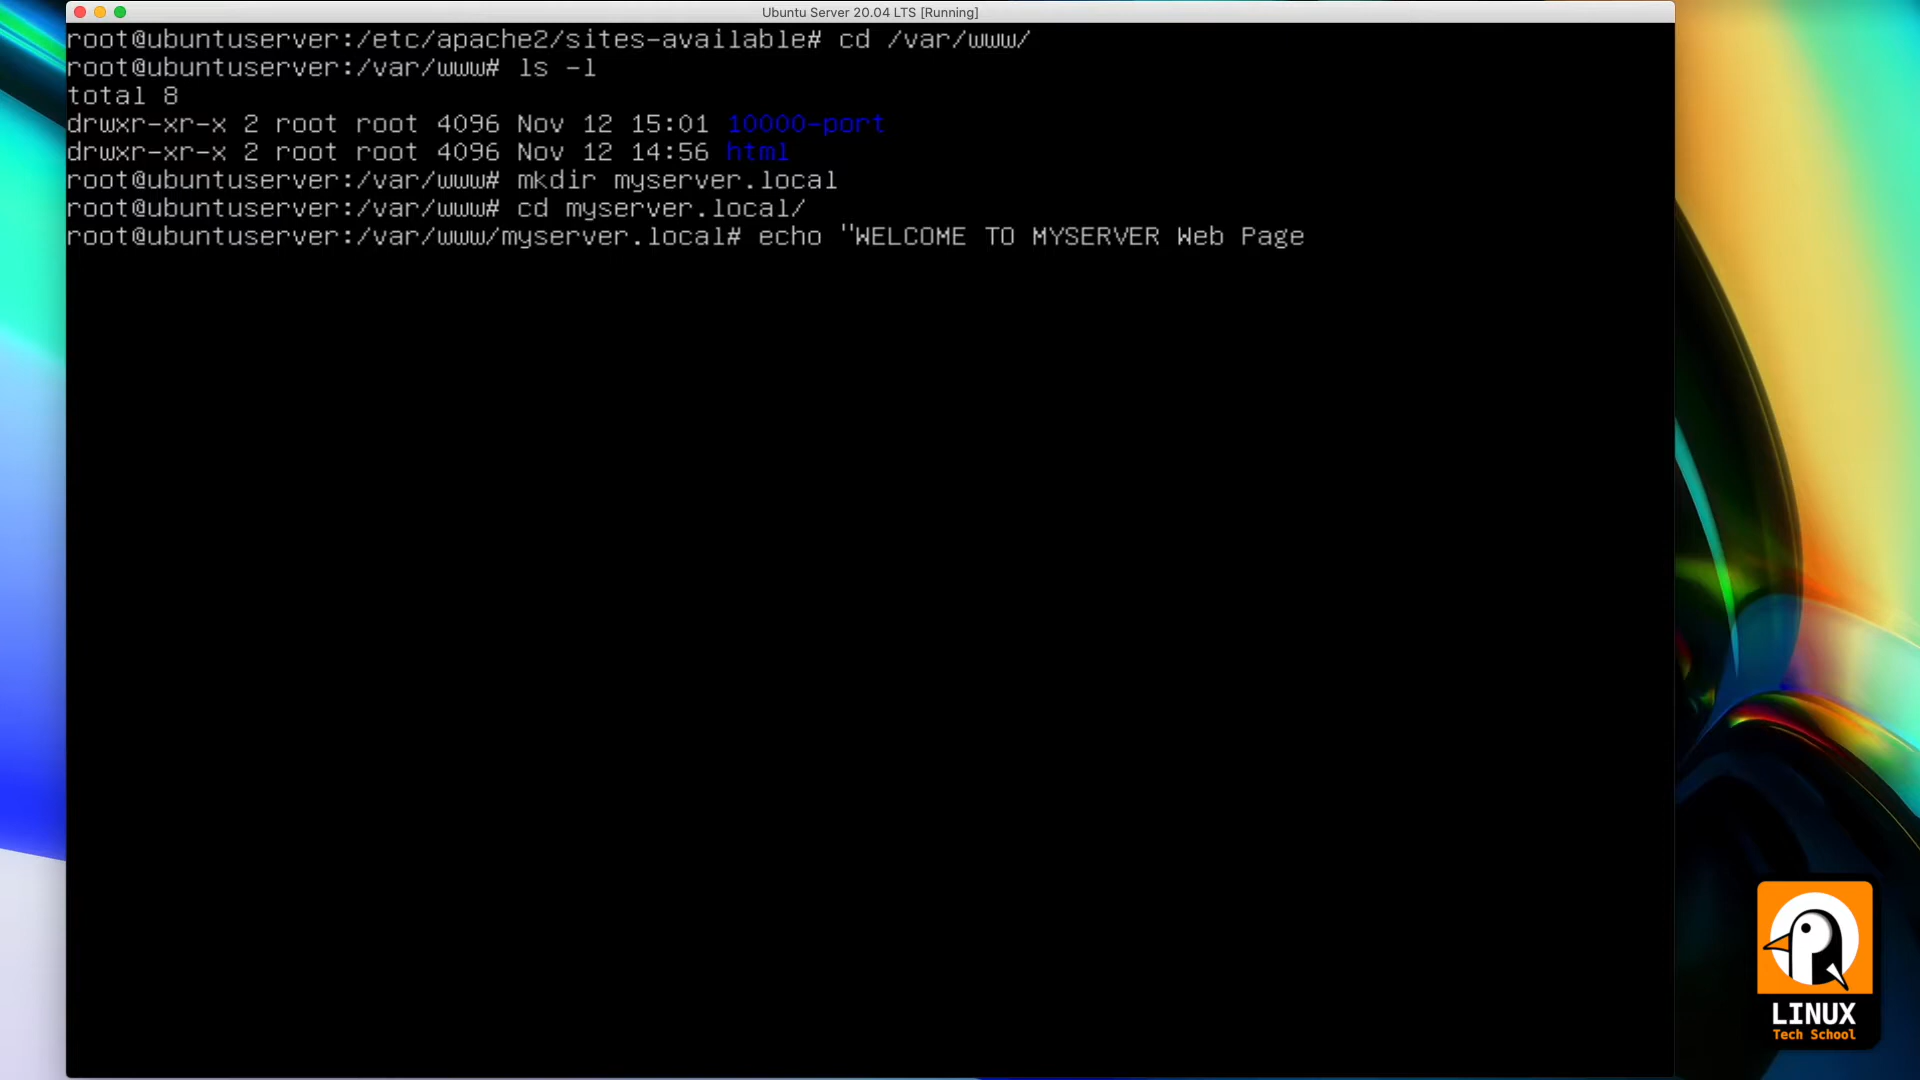 Ubuntu Server 20.04 LTS [Running]
root@ubuntuserver:/etc/apache2/sites-available# cd /var/www/
root@ubuntuserver:/var/www# ls -l
total 8
drwxr-xr-x 2 root root 4096 Nov 12 15:01 10000-port
drwxr-xr-x 2 root root 4096 Nov 12 14:56 html
root@ubuntuserver:/var/www# mkdir myserver.local
root@ubuntuserver:/var/www# cd myserver.local/
root@ubuntuserver:/var/www/myserver.local# echo "WELCOME TO MYSERVER Web Page
LINUX
Tech School